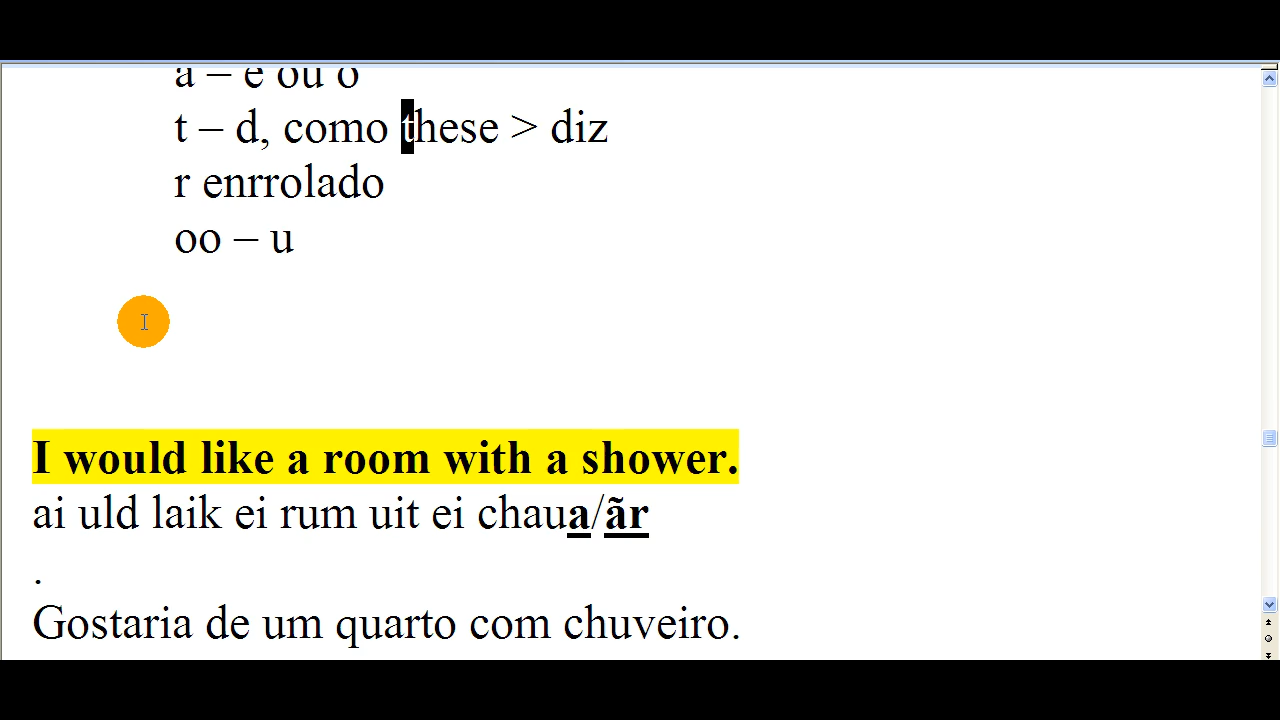 a – e ou o
t – d, como these > diz
r enrrolado
oo – u
I would like a room with a shower.
ai uld laik ei rum uit ei chaua/ãr
.
Gostaria de um quarto com chuveiro.